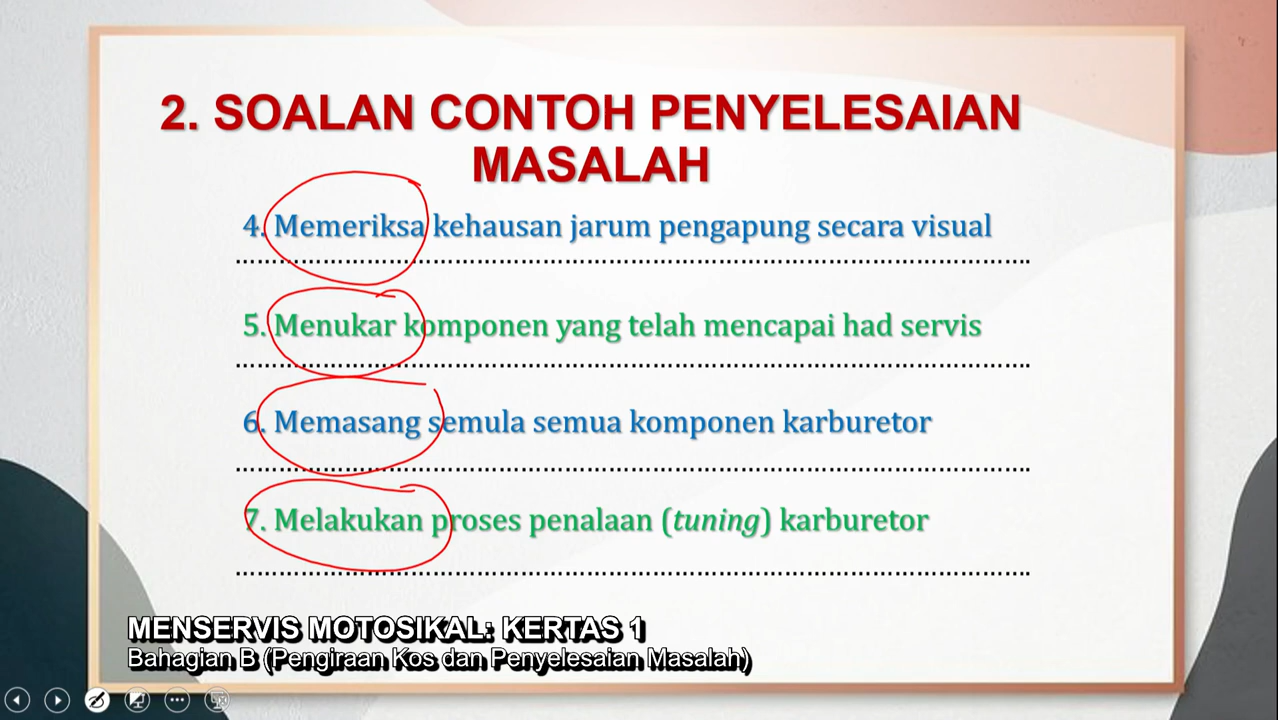 2. SOALAN CONTOH PENYELESAIAN
MASALAH
4. Memeriksa kehausan jarum pengapung secara visual
……………………………………………………………………………………….
5. Menukar komponen yang telah mencapai had servis
……………………………………………………………………………………….
6. Memasang semula semua komponen karburetor
……………………………………………………………………………………….
7. Melakukan proses penalaan (tuning) karburetor
……………………………………………………………………………………….
MENSERVIS MOTOSIKAL: KERTAS 1
Bahagian B (Pengiraan Kos dan Penyelesaian Masalah)